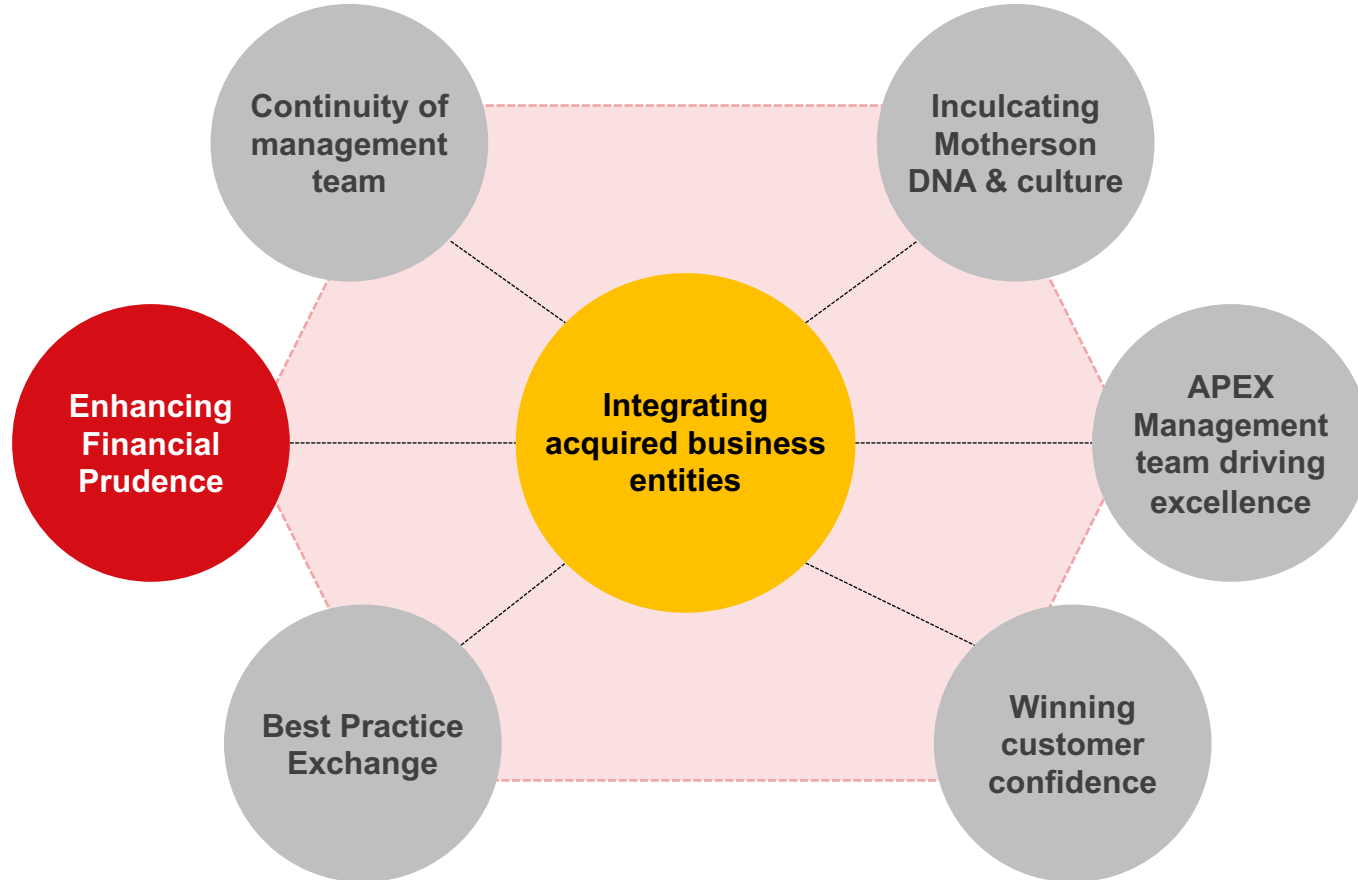 Continuity of
management
team
Inculcating
Motherson
DNA & culture
Enhancing
Financial
Prudence
Integrating
acquired business
entities
APEX
Management
team driving
excellence
Best Practice
Exchange
Winning
customer
confidence